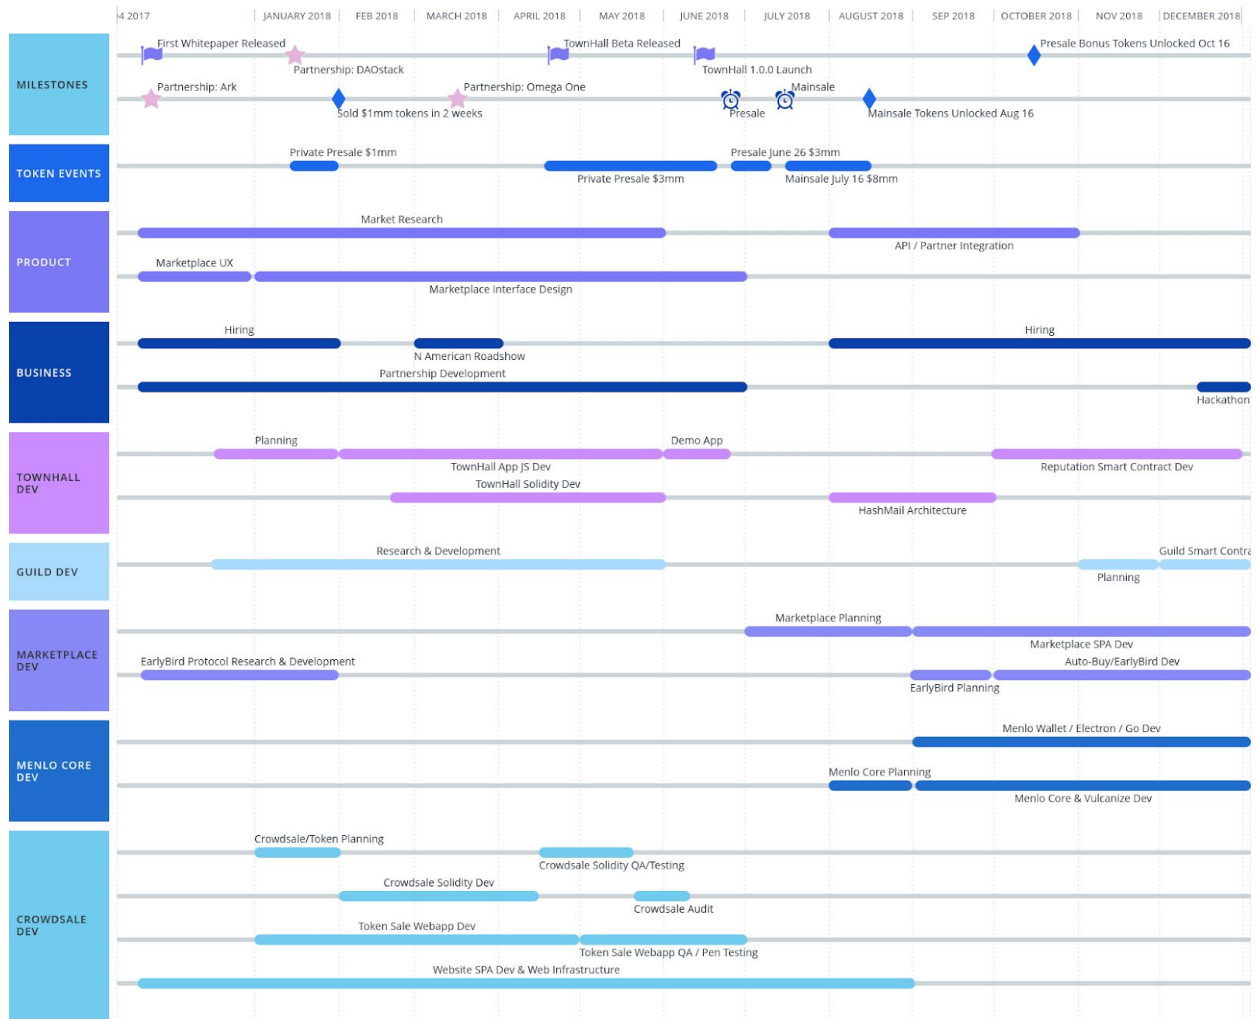 4 2017 JANUARY 2018 FEB 2018 MARCH 2018 APRIL 2018 MAY 2018 JUNE 2018 JULY 2018 AUGUST 2018 SEP 2018 OCTOBER 2018 NOV 2018 DECEMBER 2018
MILESTONES
First Whitepaper Released
TownHall Beta Released
Presale Bonus Tokens Unlocked Oct 16
Partnership: DAOstack
TownHall 1.0.0 Launch
Partnership: Ark
Partnership: Omega One
Mainsale
Sold $1mm tokens in 2 weeks
Presale
Mainsale Tokens Unlocked Aug 16
TOKEN EVENTS
Private Presale $1mm
Presale June 26 $3mm
Private Presale $3mm
Mainsale July 16 $8mm
PRODUCT
Market Research
API / Partner Integration
Marketplace UX
Marketplace Interface Design
BUSINESS
Hiring
Hiring
N American Roadshow
Partnership Development
Hackathon
TOWNHALL
DEV
Planning
Demo App
TownHall App JS Dev
Reputation Smart Contract Dev
TownHall Solidity Dev
HashMail Architecture
GUILD DEV
Research & Development
Guild Smart Contra
Planning
MARKETPLACE
DEV
Marketplace Planning
Marketplace SPA Dev
EarlyBird Protocol Research & Development
Auto-Buy/EarlyBird Dev
EarlyBird Planning
MENLO CORE
DEV
Menlo Wallet / Electron / Go Dev
Menlo Core Planning
Menlo Core & Vulcanize Dev
CROWDSALE
DEV
Crowdsale/Token Planning
Crowdsale Solidity QA/Testing
Crowdsale Solidity Dev
Crowdsale Audit
Token Sale Webapp Dev
Token Sale Webapp QA / Pen Testing
Website SPA Dev & Web Infrastructure